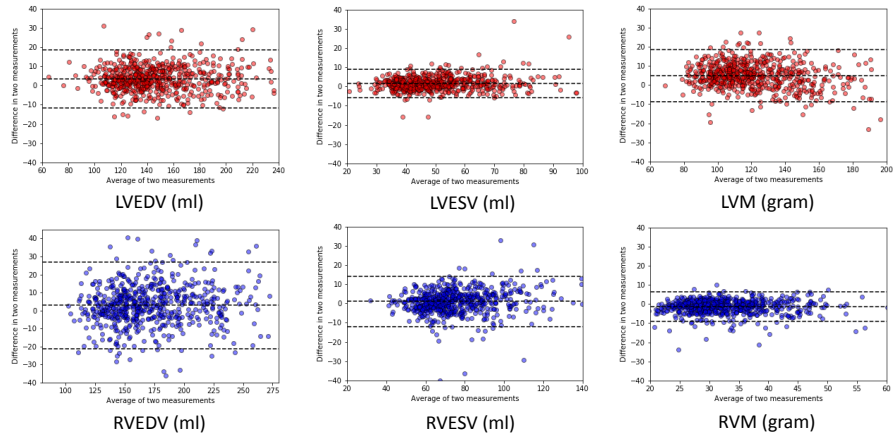 Difference in two measurements
40
30
20
10
0
−10
−20
−30
−40
60 80 100 120 140 160 180 200 220 240
Average of two measurements
LVEDV (ml)
Difference in two measurements
40
30
20
10
0
−10
−20
−30
−40
20 30 40 50 60 70 80 90 100
Average of two measurements
LVESV (ml)
Difference in two measurements
40
30
20
10
0
−10
−20
−30
−40
60 80 100 120 140 160 180 200
Average of two measurements
LVM (gram)
Difference in two measurements
40
30
20
10
0
−10
−20
−30
−40
100 125 150 175 200 225 250 275
Average of two measurements
RVEDV (ml)
Difference in two measurements
40
30
20
10
0
−10
−20
−30
−40
20 40 60 80 100 120 140
Average of two measurements
RVESV (ml)
Difference in two measurements
40
30
20
10
0
−10
−20
−30
−40
20 25 30 35 40 45 50 55 60
Average of two measurements
RVM (gram)